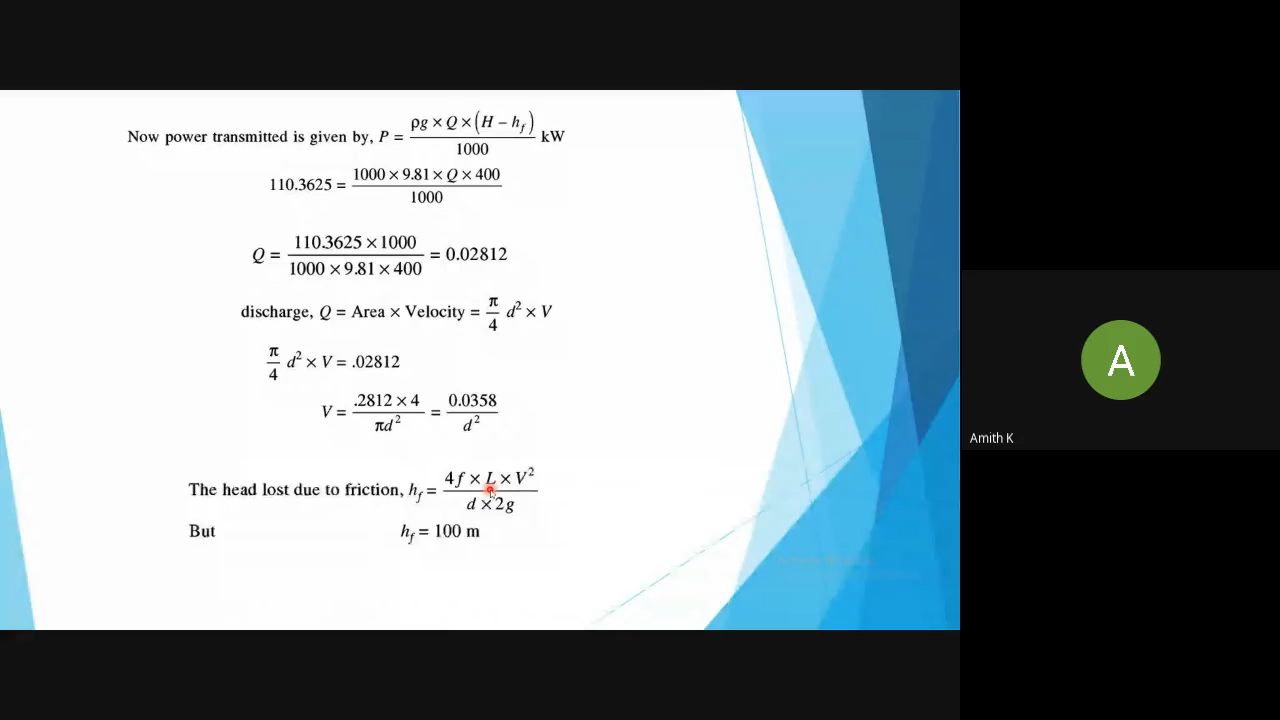 Now power transmitted is given by, P = ρg × Q × (H − h_f) / 1000 kW
110.3625 = 1000 × 9.81 × Q × 400 / 1000
Q = 110.3625 × 1000 / 1000 × 9.81 × 400 = 0.02812
discharge, Q = Area × Velocity = π/4 d² × V
π/4 d² × V = .02812
V = .2812 × 4 / πd² = 0.0358 / d²
The head lost due to friction, h_f = 4f × L × V² / d × 2g
But h_f = 100 m
A
Amith K